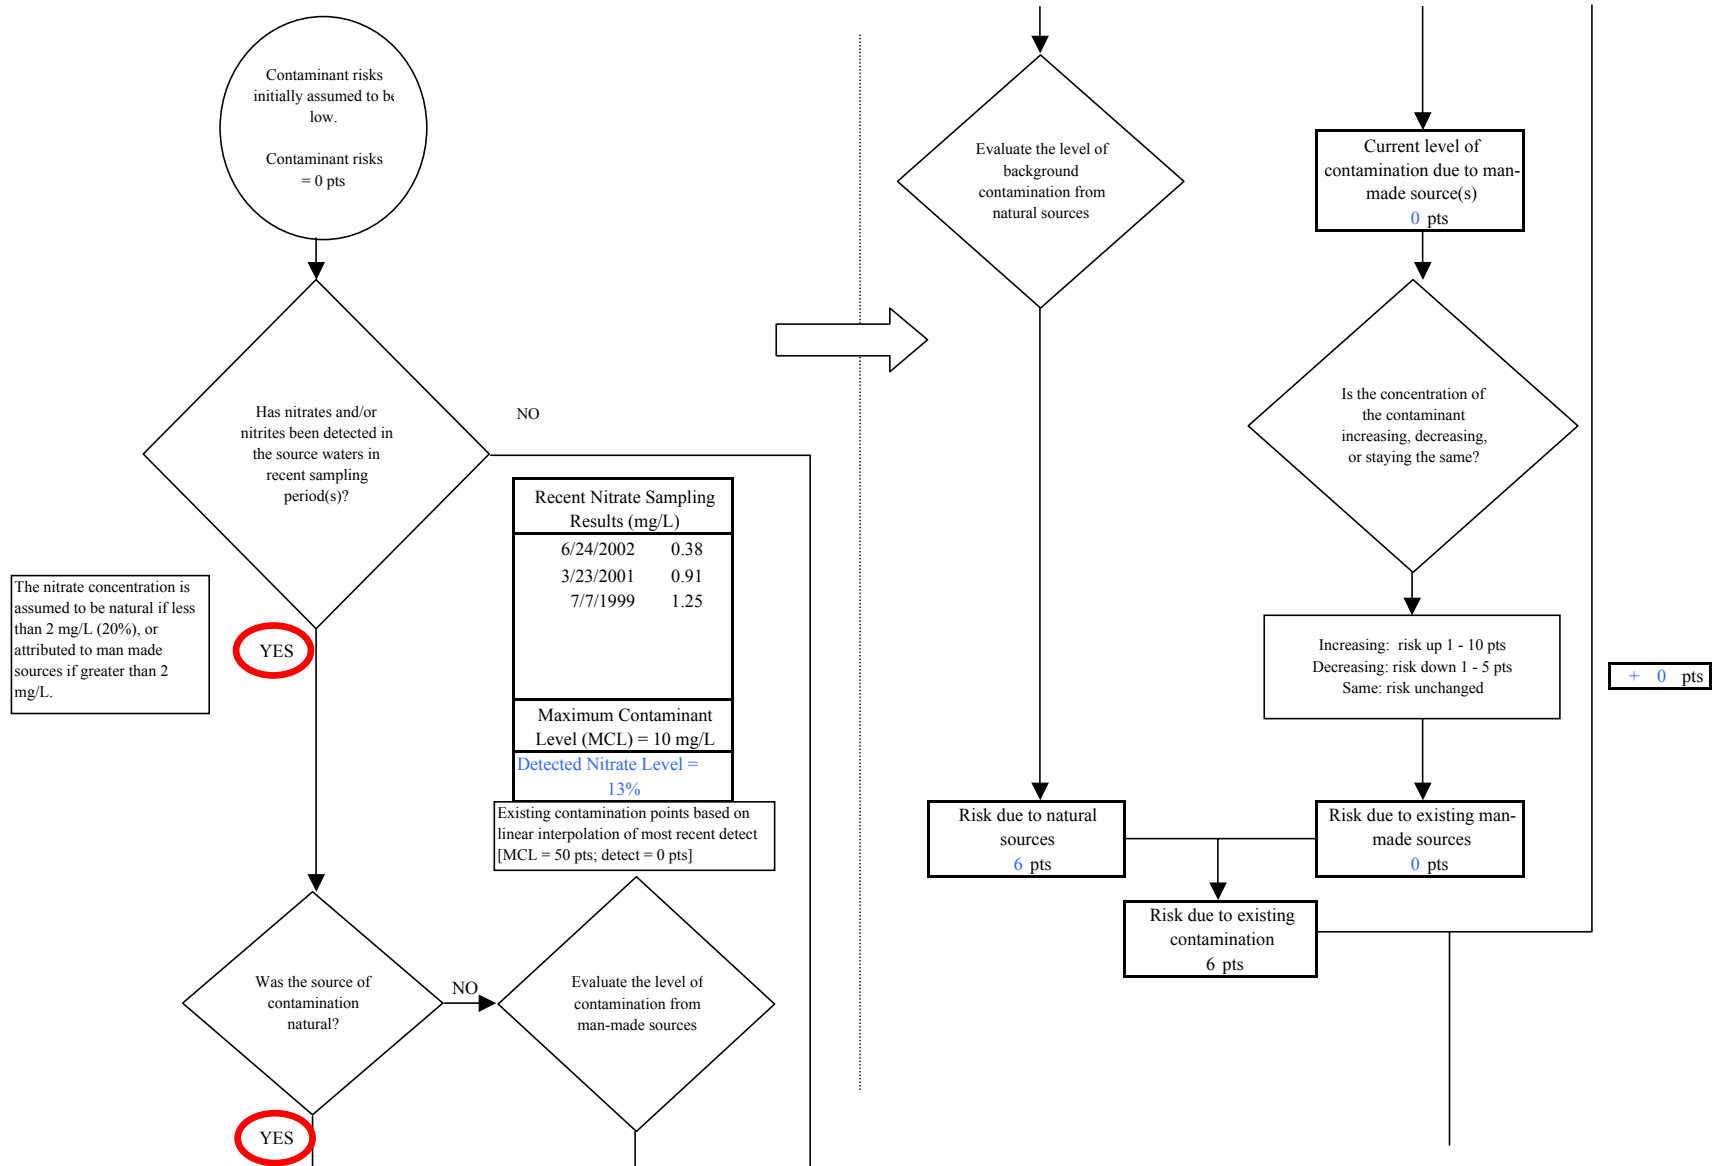 Contaminant risks
initially assumed to be
low.
Contaminant risks
= 0 pts
Has nitrates and/or
nitrites been detected in
the source waters in
recent sampling
period(s)?
NO
Recent Nitrate Sampling
Results (mg/L)
6/24/2002 0.38
3/23/2001 0.91
7/7/1999 1.25
Maximum Contaminant
Level (MCL) = 10 mg/L
Detected Nitrate Level =
13%
Existing contamination points based on
linear interpolation of most recent detect
[MCL = 50 pts; detect = 0 pts]
The nitrate concentration is
assumed to be natural if less
than 2 mg/L (20%), or
attributed to man made
sources if greater than 2
mg/L.
YES
Was the source of
contamination
natural?
NO
Evaluate the level of
contamination from
man-made sources
YES
Evaluate the level of
background
contamination from
natural sources
Current level of
contamination due to man-
made source(s)
0 pts
Is the concentration of
the contaminant
increasing, decreasing,
or staying the same?
Increasing: risk up 1 - 10 pts
Decreasing: risk down 1 - 5 pts
Same: risk unchanged
+ 0 pts
Risk due to natural
sources
6 pts
Risk due to existing man-
made sources
0 pts
Risk due to existing
contamination
6 pts